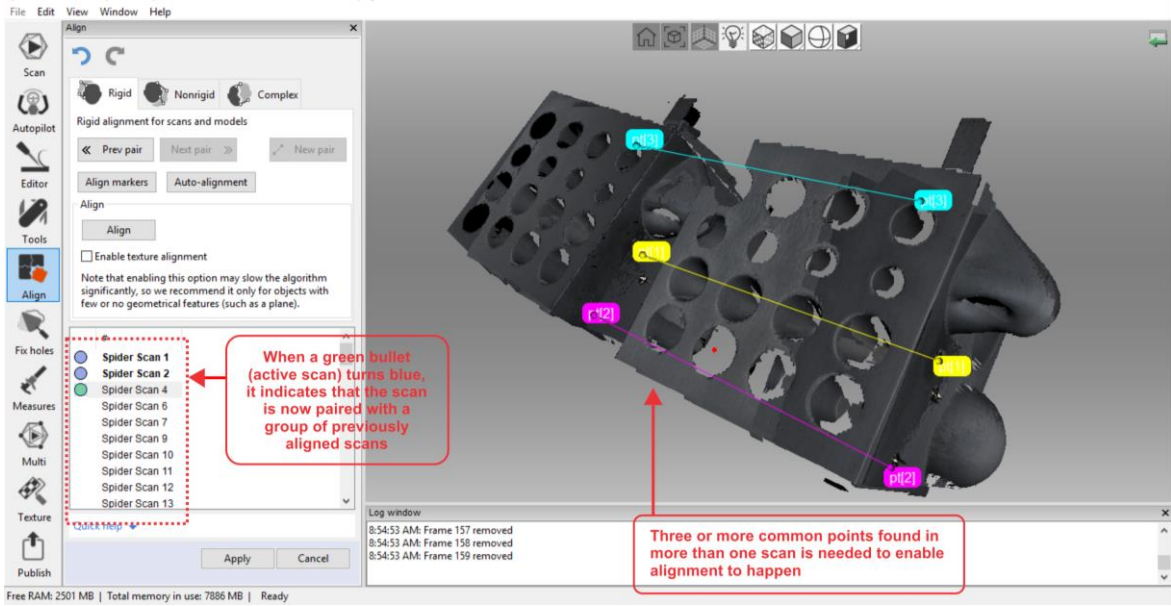 File Edit View Window Help
Align
Scan
Autopilot
Editor
Tools
Align
Fix holes
Measures
Multi
Texture
Publish
Rigid Nonrigid Complex
Rigid alignment for scans and models
Prev pair Next pair New pair
Align markers Auto-alignment
Align
Align
Enable texture alignment
Note that enabling this option may slow the algorithm
significantly, so we recommend it only for objects with
few or no geometrical features (such as a plane).
Spider Scan 1
Spider Scan 2
Spider Scan 4
Spider Scan 6
Spider Scan 7
Spider Scan 9
Spider Scan 10
Spider Scan 11
Spider Scan 12
Spider Scan 13
Quick help
Apply Cancel
When a green bullet
(active scan) turns blue,
it indicates that the scan
is now paired with a
group of previously
aligned scans
pt[3]
pt[3]
pt[1]
pt[1]
pt[2]
pt[2]
Log window
8:54:53 AM: Frame 157 removed
8:54:53 AM: Frame 158 removed
8:54:53 AM: Frame 159 removed
Three or more common points found in
more than one scan is needed to enable
alignment to happen
Free RAM: 2501 MB | Total memory in use: 7886 MB | Ready